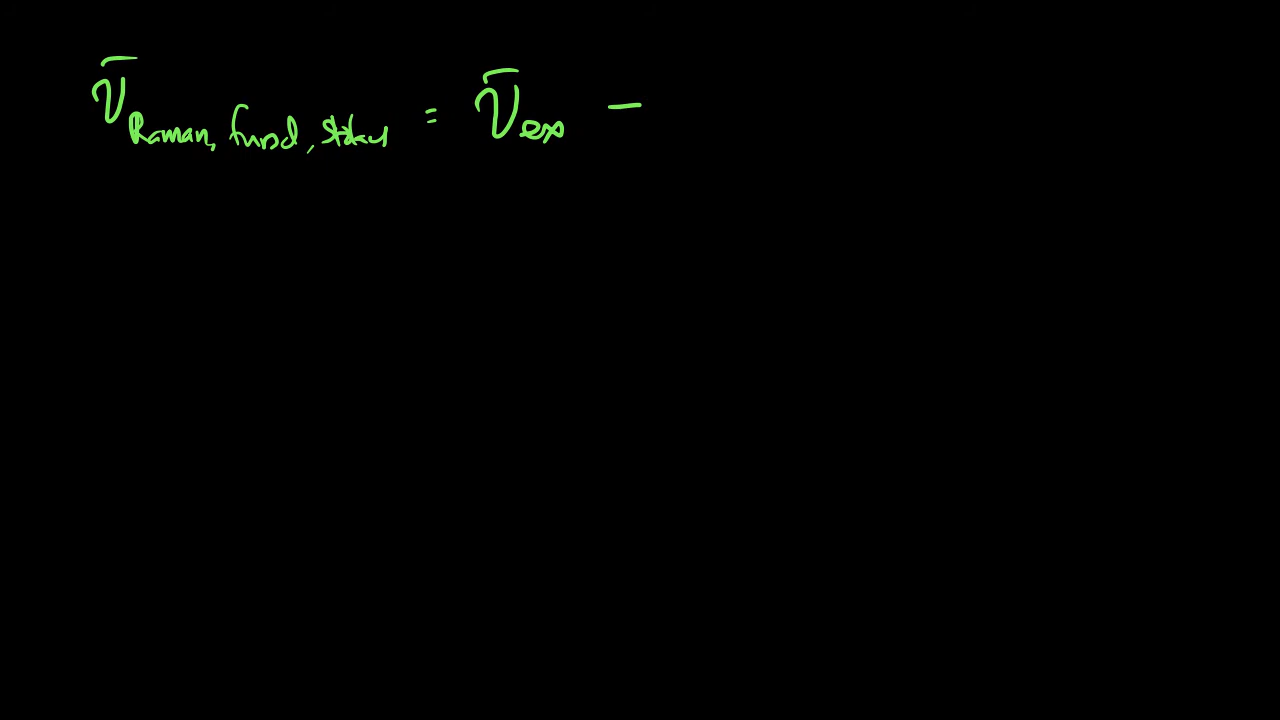 ν̄ Raman, fund, Stokes = ν̄ ex −